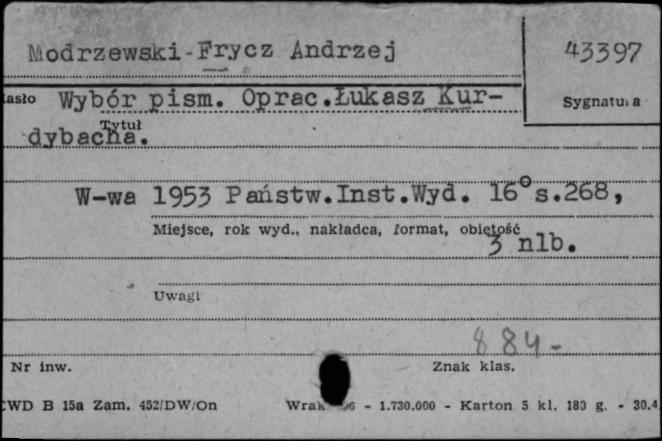 Modrzewski-Frycz Andrzej
43397
asło Wybór pism. Oprac.Łukasz Kur-
Sygnatura
Tytuł
dybacha.
W-wa 1953 Państw.Inst.Wyd. 16° s.268,
Miejsce, rok wyd., nakładca, format, objętość
3 nlb.
Uwagi
884-
Nr inw.
Znak klas.
CWD B 15a Zam. 452/DW/On - 1.730.000 - Karton 5 kl. 180 g. - 30.4